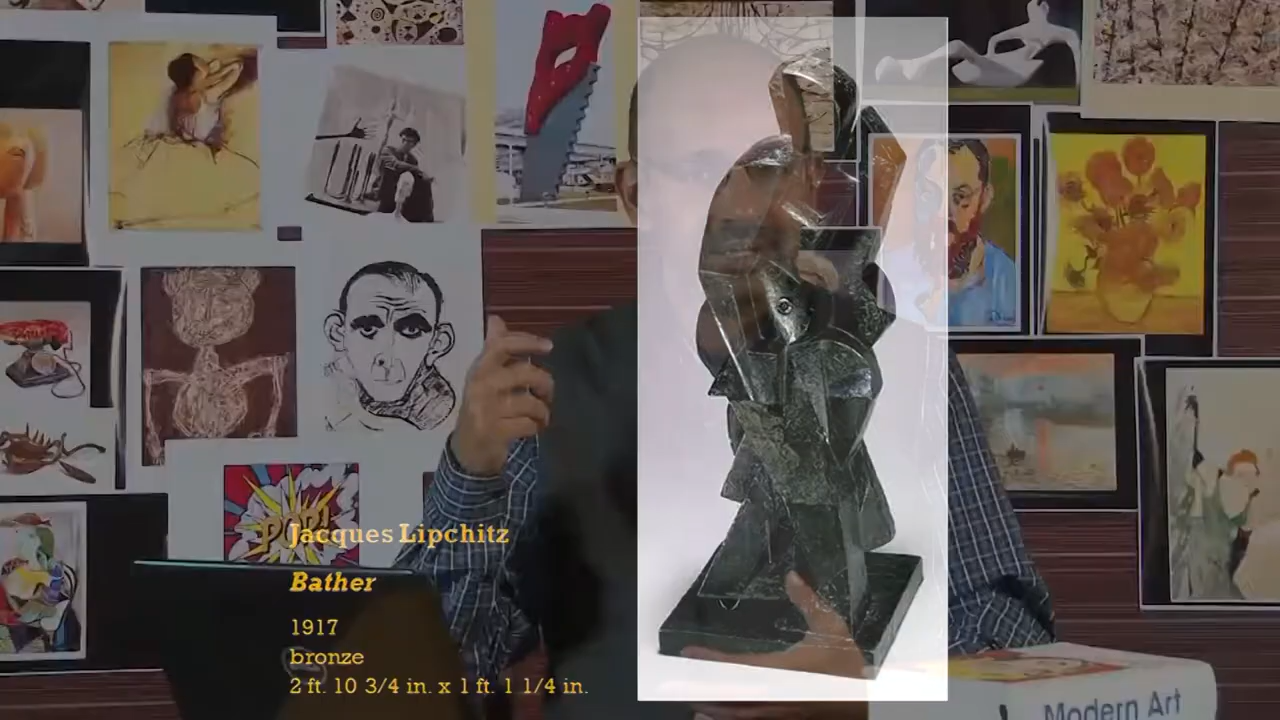 POP!
Jacques Lipchitz
Bather
1917
bronze
2 ft. 10 3/4 in. x 1 ft. 1 1/4 in.
Modern Art